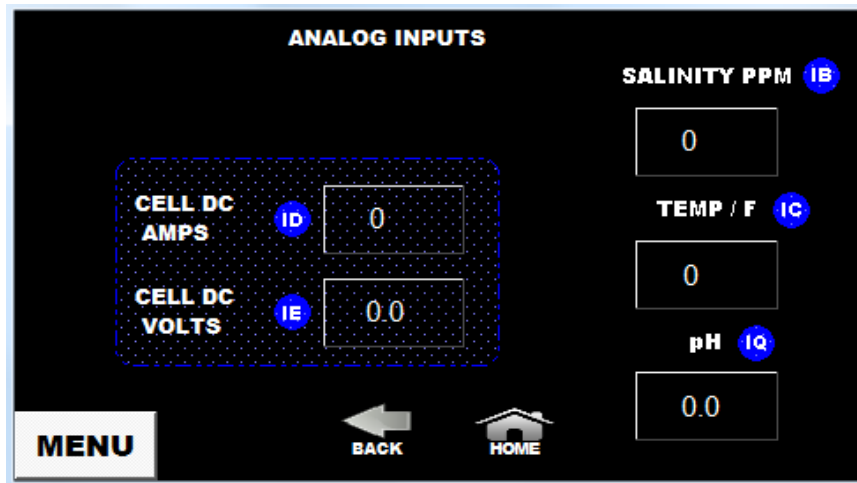 ANALOG INPUTS
SALINITY PPM IB
0
CELL DC
AMPS
ID
0
TEMP / F IC
0
CELL DC
VOLTS
IE
0.0
pH IQ
0.0
MENU
BACK
HOME